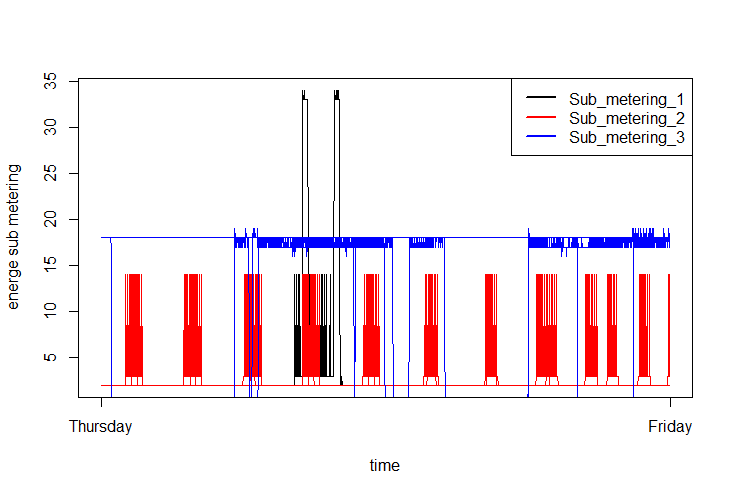 35
30
25
20
15
10
5
energe sub metering
Sub_metering_1
Sub_metering_2
Sub_metering_3
Thursday
Friday
time